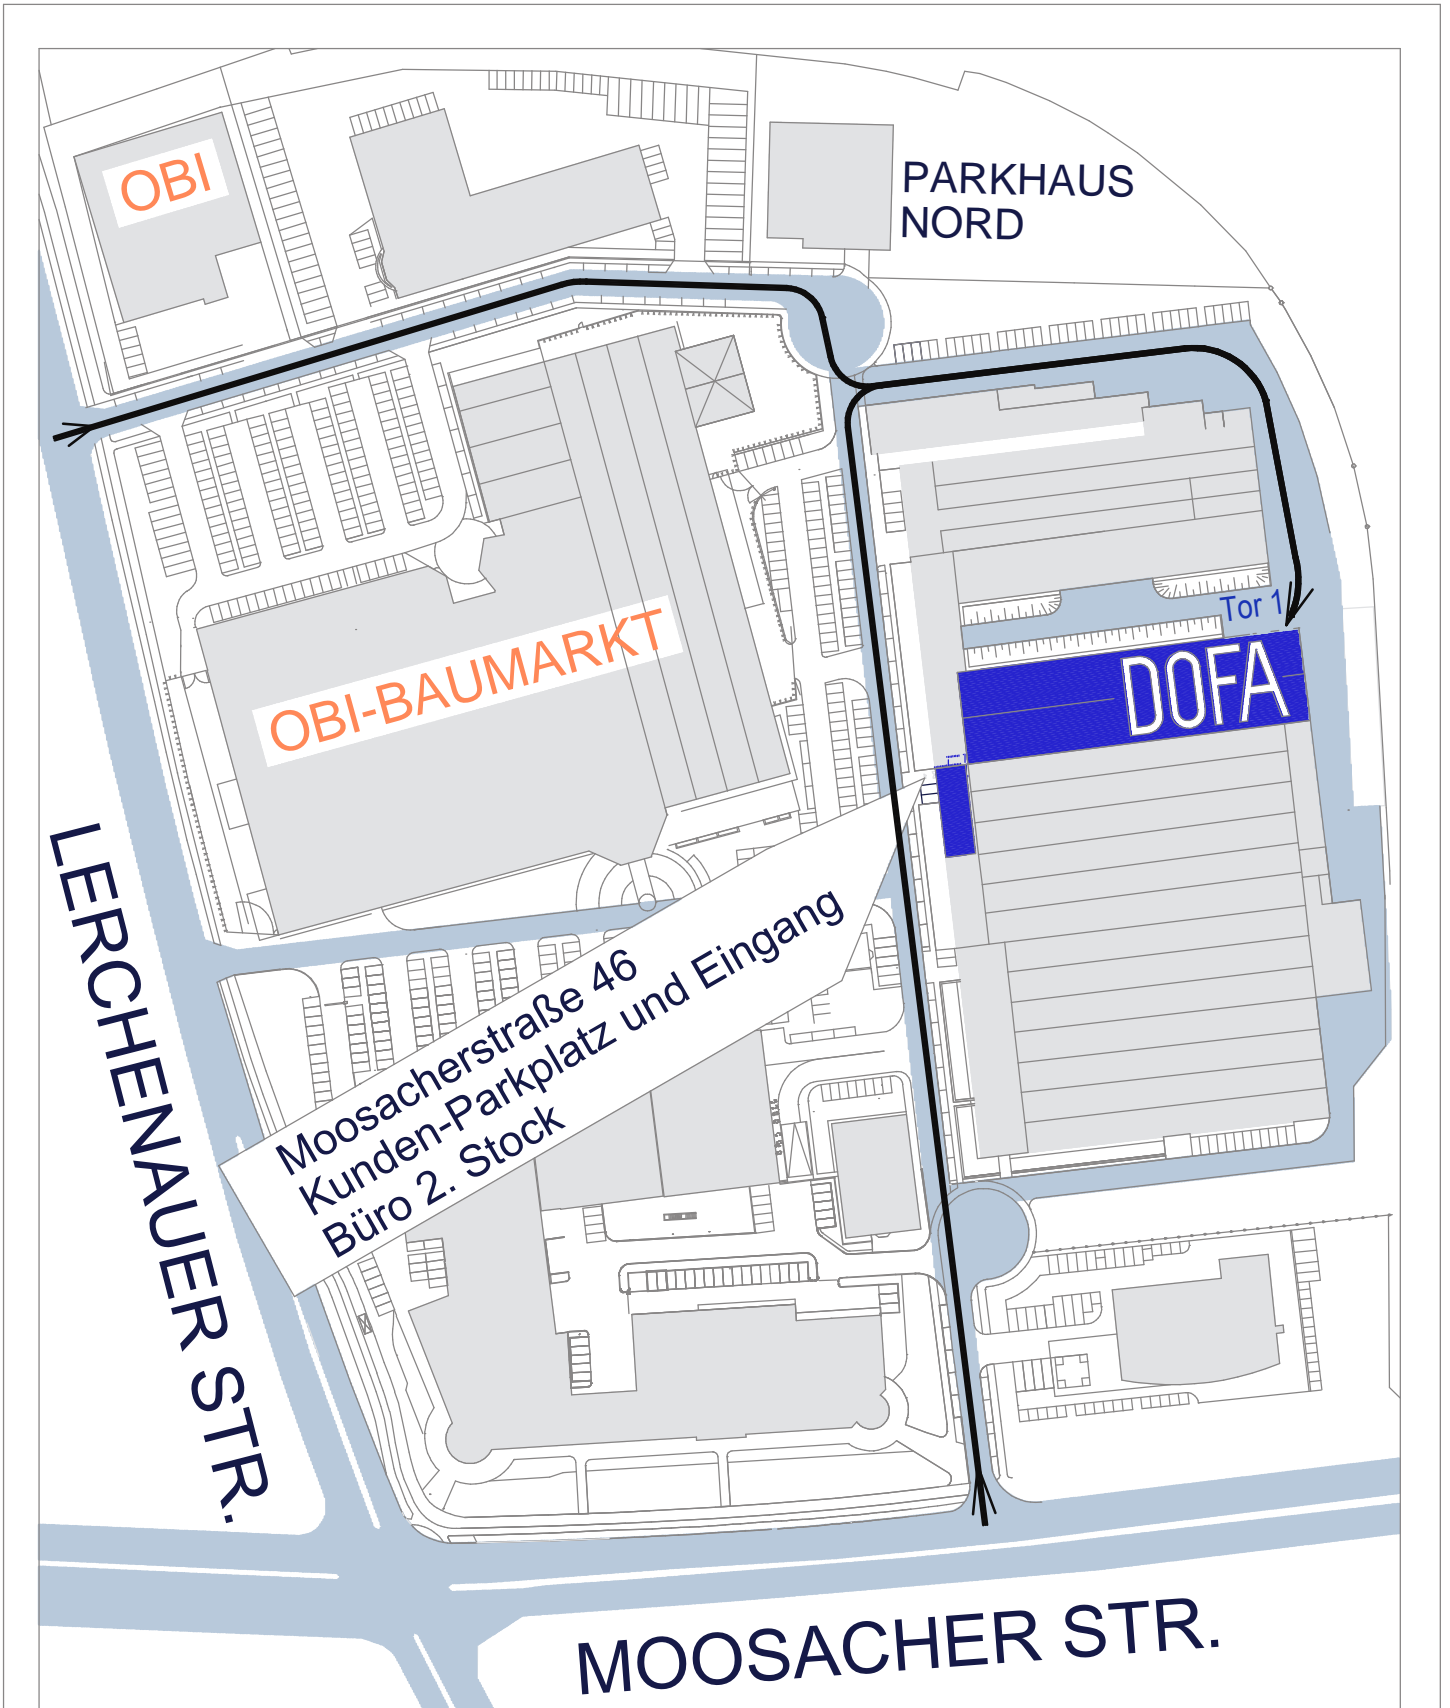 OBI
PARKHAUS
NORD
Tor 1
DOFA
OBI-BAUMARKT
Moosacherstraße 46
Kunden-Parkplatz und Eingang
Büro 2. Stock
LERCHENAUER STR.
MOOSACHER STR.